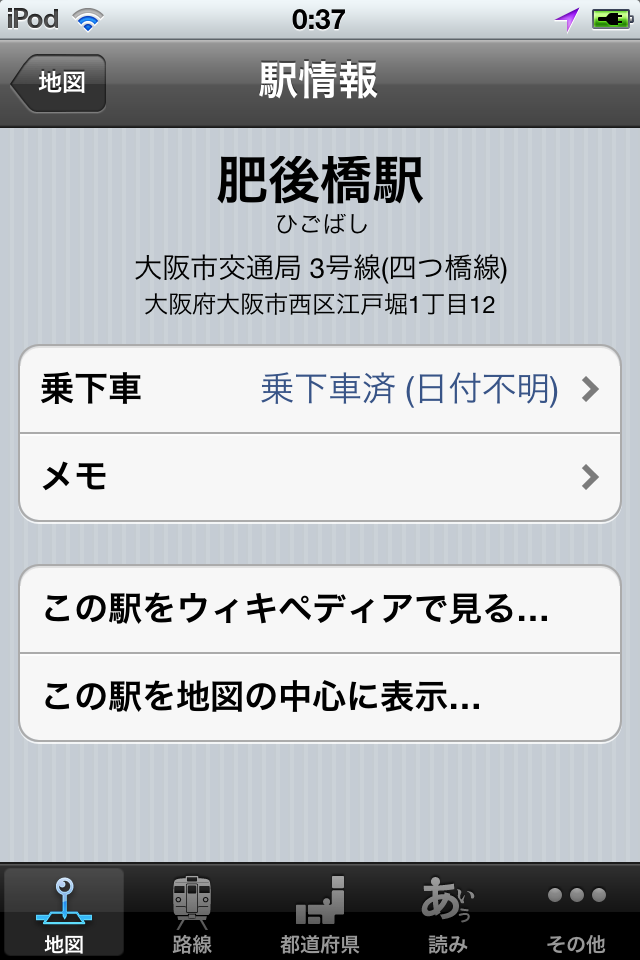 iPod 0:37
地図 駅情報
肥後橋駅
ひごばし
大阪市交通局 3号線(四つ橋線)
大阪府大阪市西区江戸堀1丁目12
乗下車 乗下車済 (日付不明)
メモ
この駅をウィキペディアで見る...
この駅を地図の中心に表示...
あいう
地図 路線 都道府県 読み その他